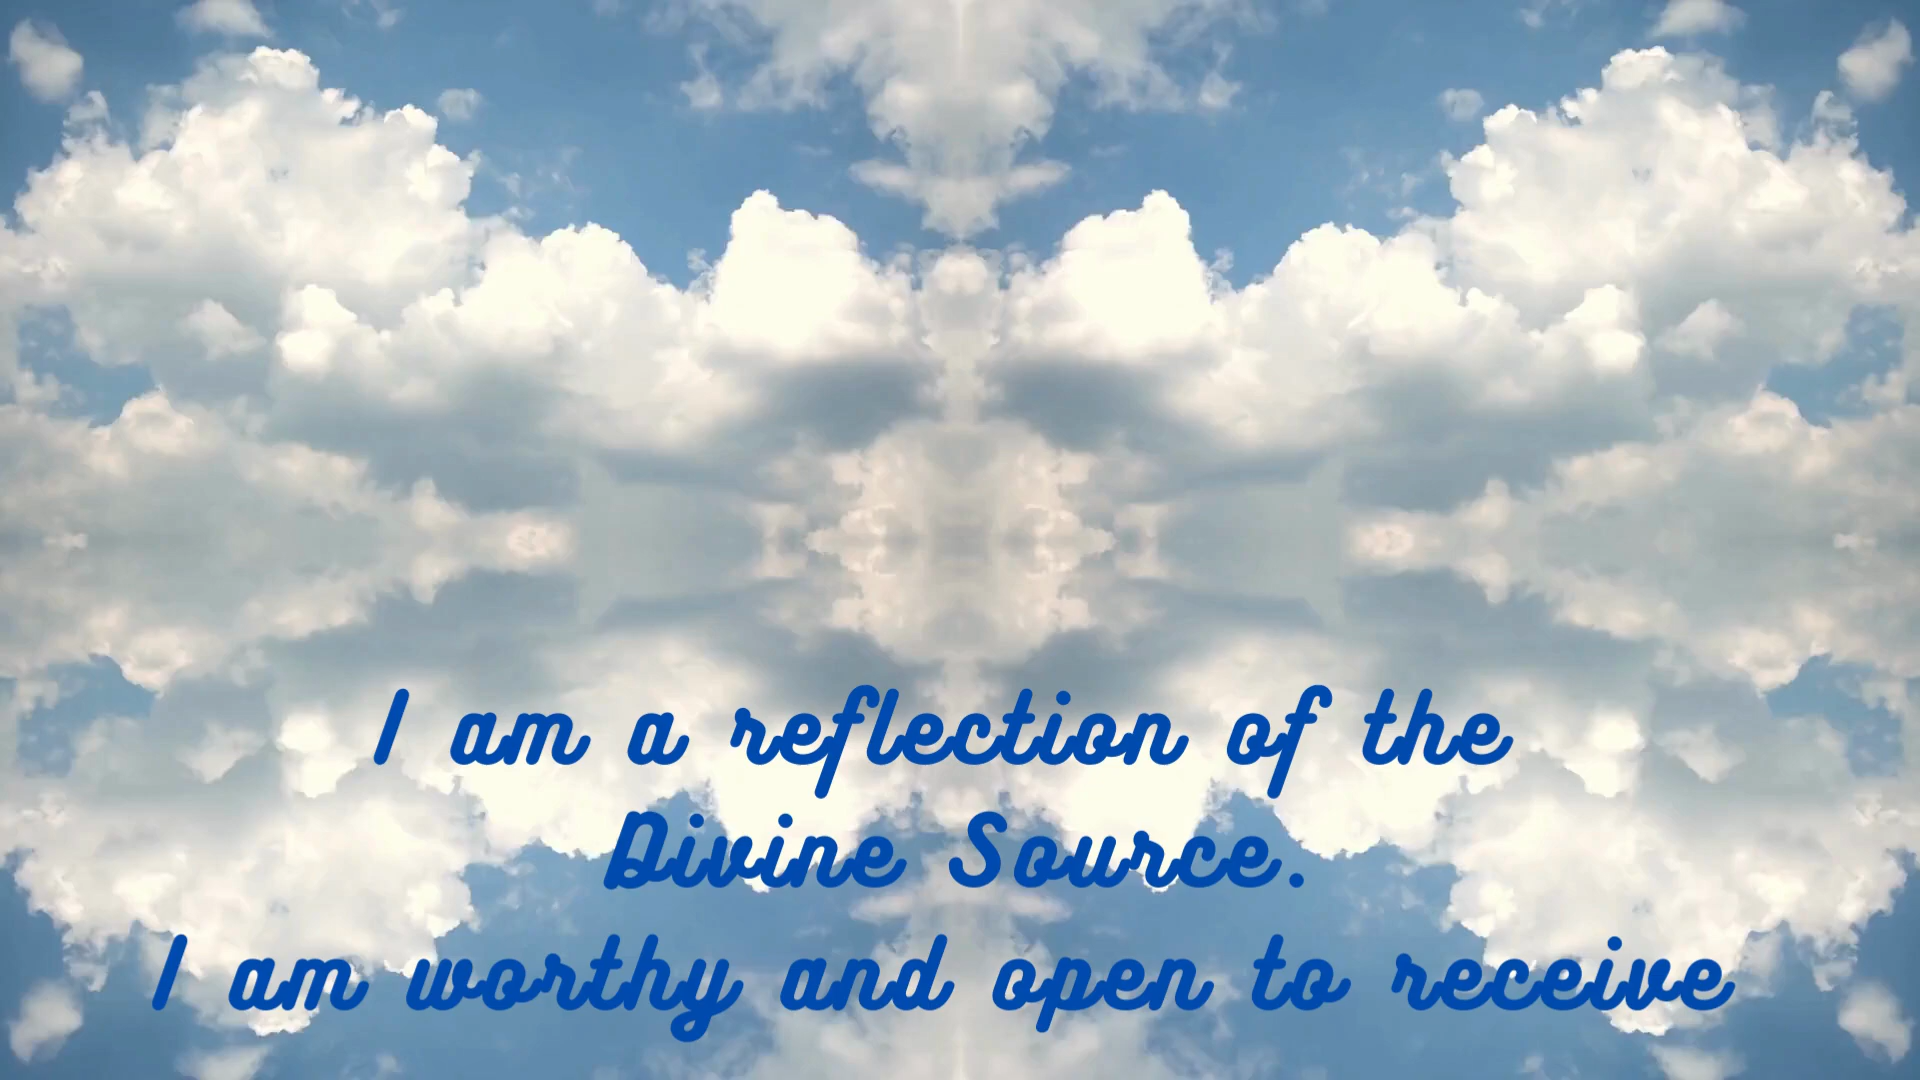 I am a reflection of the
Divine Source.
I am worthy and open to receive